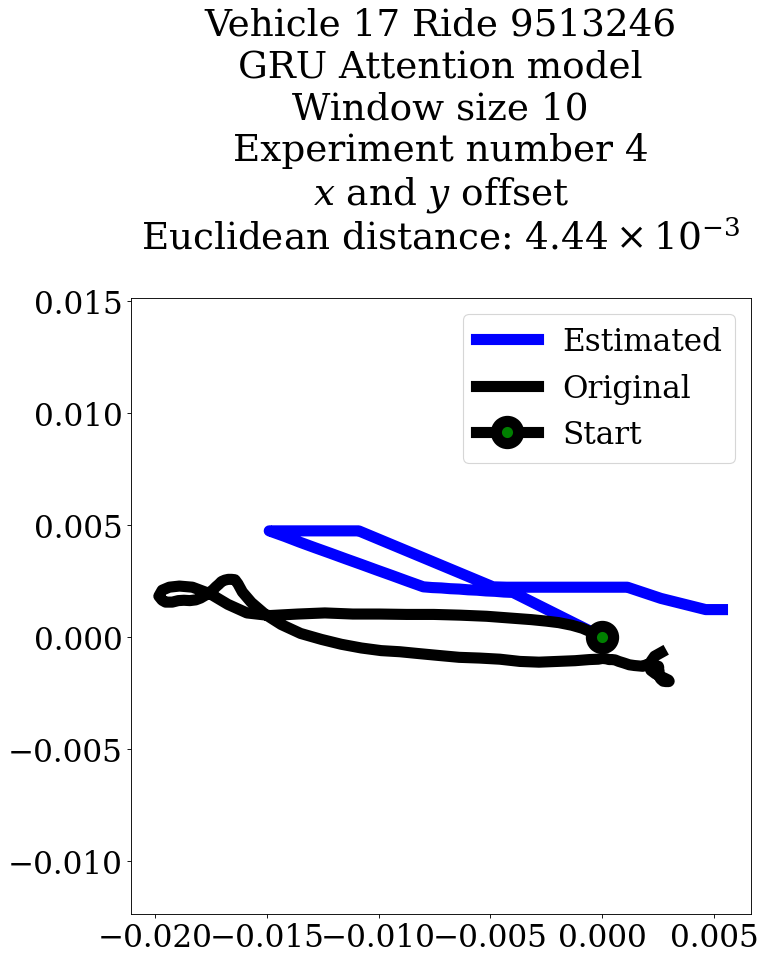 Vehicle 17 Ride 9513246
GRU Attention model
Window size 10
Experiment number 4
x and y offset
Euclidean distance: 4.44 × 10⁻³
0.015
0.010
0.005
0.000
−0.005
−0.010
Estimated
Original
Start
−0.020 −0.015 −0.010 −0.005 0.000 0.005